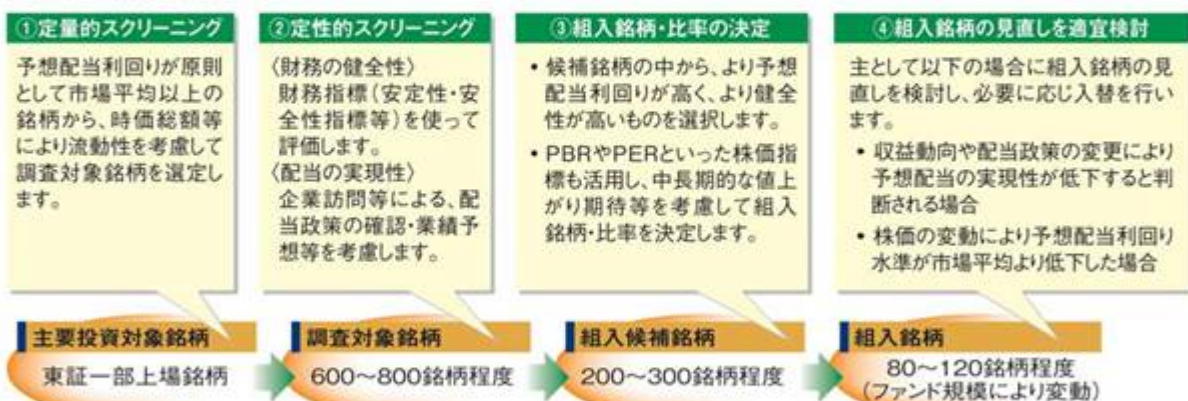 ①定量的スクリーニング
予想配当利回りが原則
として市場平均以上の
銘柄から、時価総額等
により流動性を考慮して
調査対象銘柄を選定し
ます。
②定性的スクリーニング
〈財務の健全性〉
財務指標(安定性・安
全性指標等)を使って
評価します。
〈配当の実現性〉
企業訪問等による、配
当政策の確認・業績予
想等を考慮します。
③組入銘柄・比率の決定
• 候補銘柄の中から、より予想
配当利回りが高く、より健全
性が高いものを選択します。
• PBRやPERといった株価指
標も活用し、中長期的な値上
がり期待等を考慮して組入
銘柄・比率を決定します。
④組入銘柄の見直しを適宜検討
主として以下の場合に組入銘柄の見
直しを検討し、必要に応じ入替を行い
ます。
• 収益動向や配当政策の変更により
予想配当の実現性が低下すると判
断される場合
• 株価の変動により予想配当利回り
水準が市場平均より低下した場合
主要投資対象銘柄
東証一部上場銘柄
調査対象銘柄
600～800銘柄程度
組入候補銘柄
200～300銘柄程度
組入銘柄
80～120銘柄程度
(ファンド規模により変動)